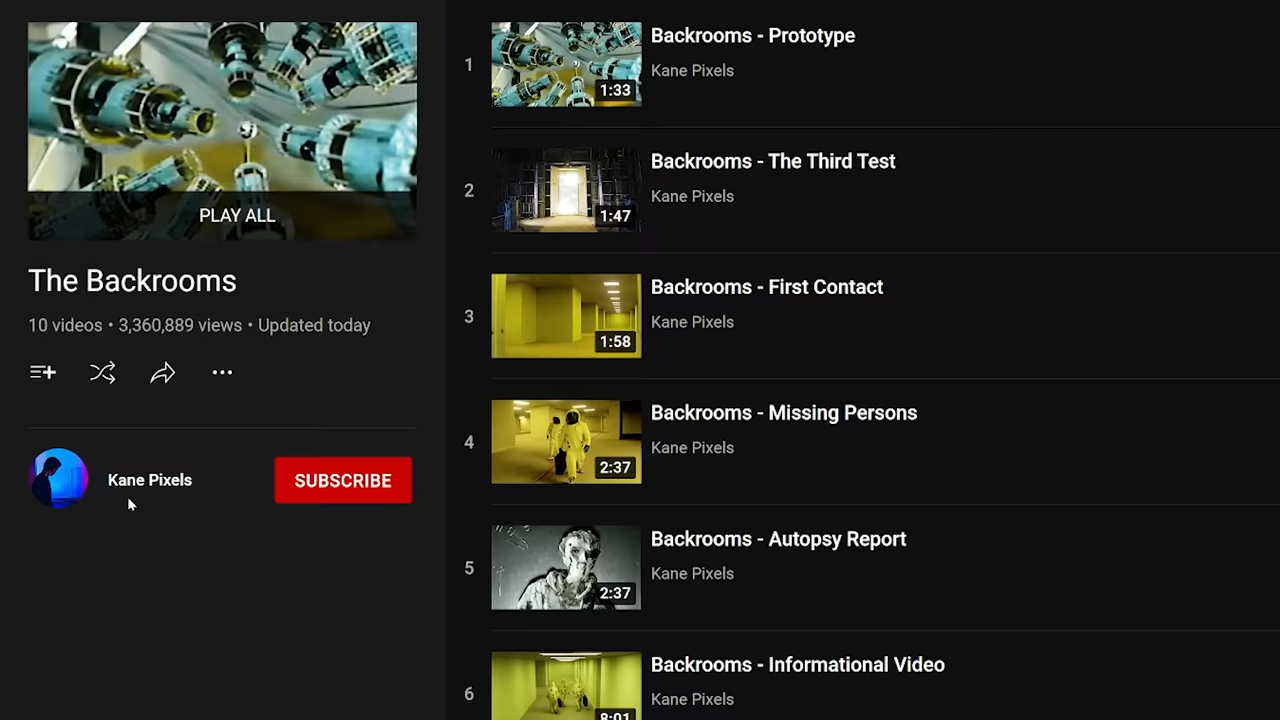 PLAY ALL
The Backrooms
10 videos • 3,360,889 views • Updated today
Kane Pixels
SUBSCRIBE
1
1:33
Backrooms - Prototype
Kane Pixels
2
1:47
Backrooms - The Third Test
Kane Pixels
3
1:58
Backrooms - First Contact
Kane Pixels
4
2:37
Backrooms - Missing Persons
Kane Pixels
5
2:37
Backrooms - Autopsy Report
Kane Pixels
6
8:01
Backrooms - Informational Video
Kane Pixels